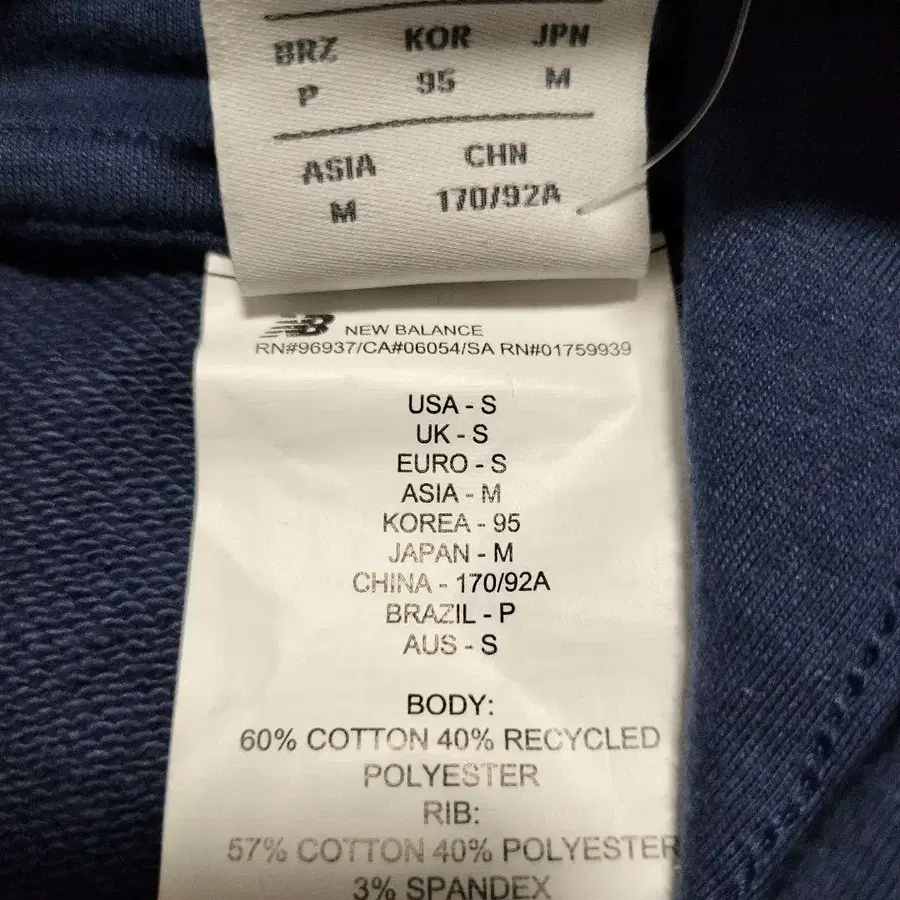 BRZ KOR JPN
P 95 M
ASIA CHN
M 170/92A
NB NEW BALANCE
RN#96937/CA#06054/SA RN#01759939
USA - S
UK - S
EURO - S
ASIA - M
KOREA - 95
JAPAN - M
CHINA - 170/92A
BRAZIL - P
AUS - S
BODY:
60% COTTON 40% RECYCLED
POLYESTER
RIB:
57% COTTON 40% POLYESTER
3% SPANDEX